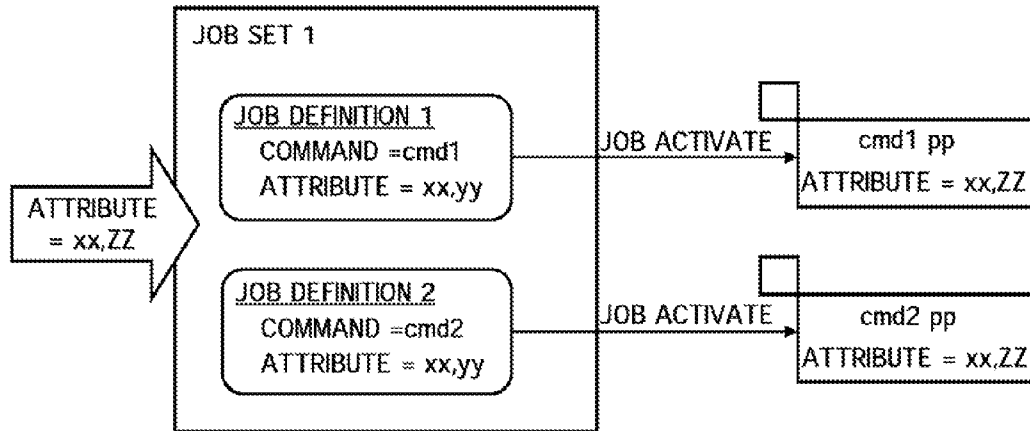 JOB SET 1
JOB DEFINITION 1
COMMAND =cmd1
ATTRIBUTE = xx,yy
JOB ACTIVATE
cmd1 pp
ATTRIBUTE = xx,ZZ
ATTRIBUTE
= xx,ZZ
JOB DEFINITION 2
COMMAND =cmd2
ATTRIBUTE = xx,yy
JOB ACTIVATE
cmd2 pp
ATTRIBUTE = xx,ZZ